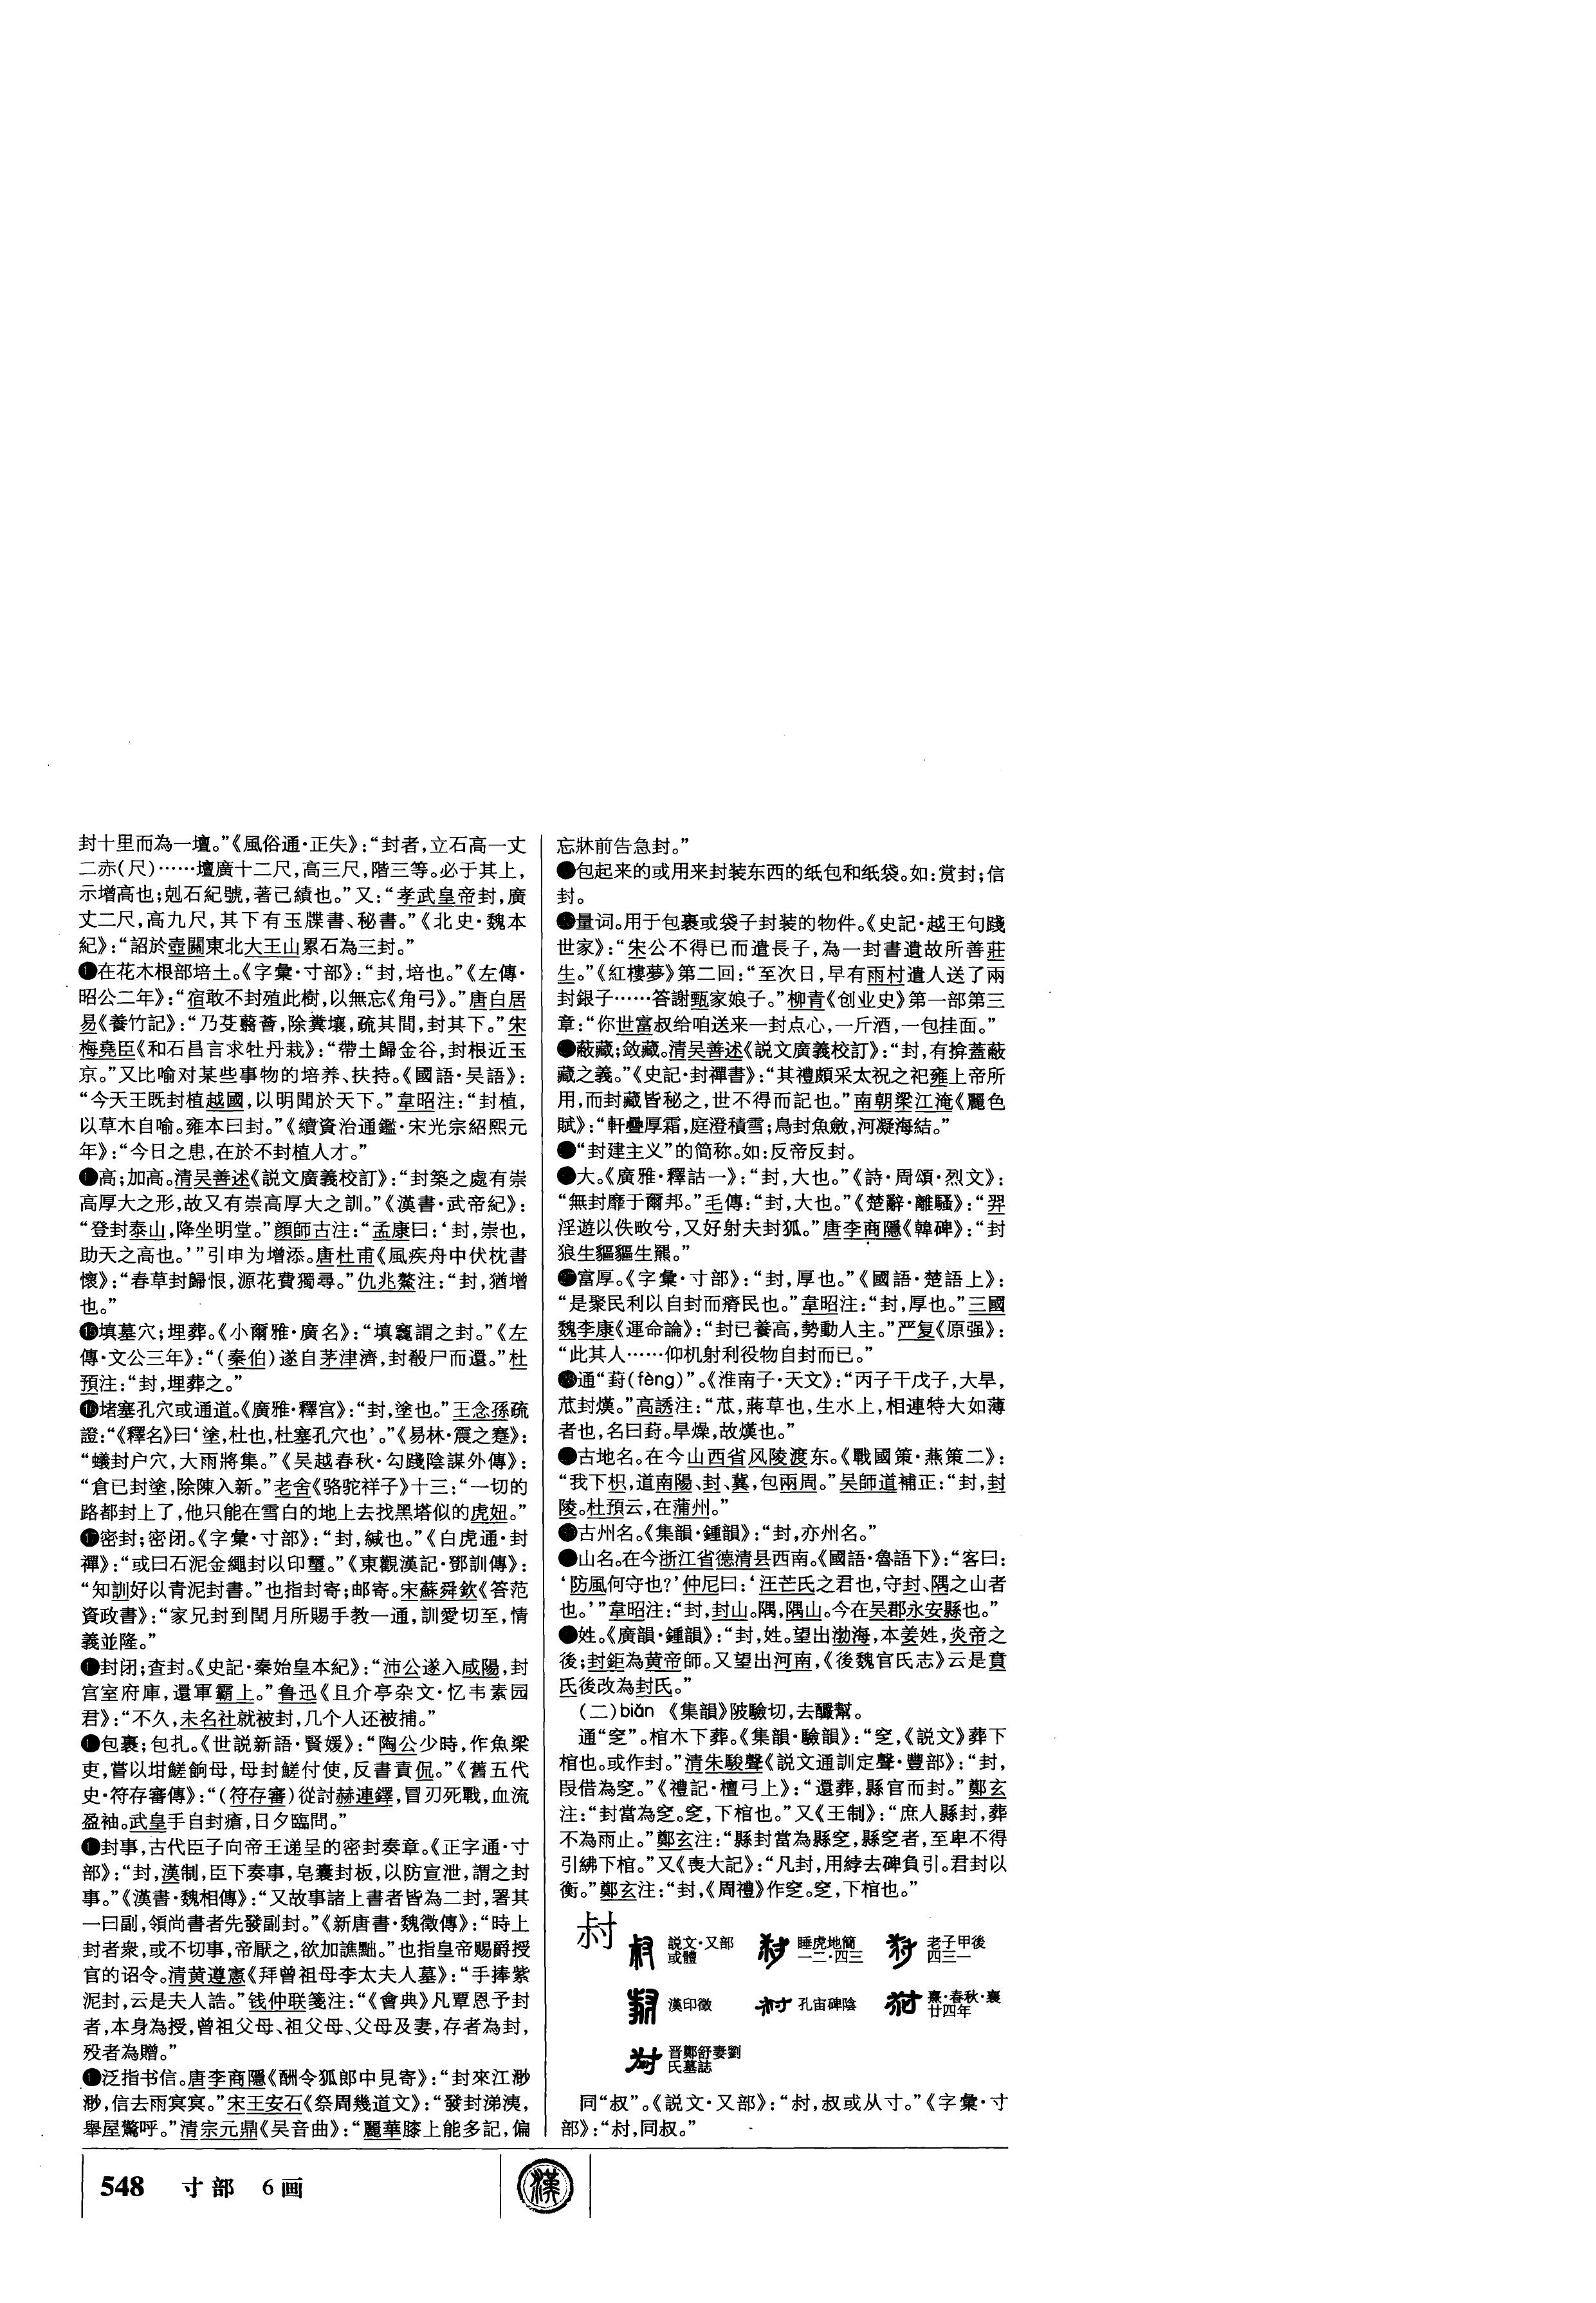 封十里而為一壇。”《風俗通·正失》：“封者，立石高一丈
二赤（尺）……壇廣十二尺，高三尺，階三等。必于其上，
示增高也；剋石紀號，著已績也。”又：“孝武皇帝封，廣
丈二尺，高九尺，其下有玉牒書、秘書。”《北史·魏本
紀》：“詔於壺關東北大王山累石為三封。”
在花木根部培土。《字彙·寸部》：“封，培也。”《左傳·
昭公二年》：“宿敢不封殖此樹，以無忘《角弓》。”唐白居
易《養竹記》：“乃芟蘙薈，除糞壤，疏其間，封其下。”宋
梅堯臣《和石昌言求牡丹栽》：“帶土歸金谷，封根近玉
京。”又比喻对某些事物的培养、扶持。《國語·吴語》：
“今天王既封植越國，以明聞於天下。”韋昭注：“封植，
以草木自喻。雍本曰封。”《續資治通鑑·宋光宗紹熙元
年》：“今日之患，在於不封植人才。”
高；加高。清吴善述《説文廣義校訂》：“封築之處有崇
高厚大之形，故又有崇高厚大之訓。”《漢書·武帝紀》：
“登封泰山，降坐明堂。”顔師古注：“孟康曰：‘封，崇也，
助天之高也。’”引申为增添。唐杜甫《風疾舟中伏枕書
懷》：“春草封歸恨，源花費獨尋。”仇兆鰲注：“封，猶增
也。”
⓯填墓穴；埋葬。《小爾雅·廣名》：“填竁謂之封。”《左
傳·文公三年》：“（秦伯）遂自茅津濟，封殽尸而還。”杜
預注：“封，埋葬之。”
⓰堵塞孔穴或通道。《廣雅·釋宫》：“封，塗也。”王念孫疏
證：“《釋名》曰‘塗，杜也，杜塞孔穴也’。”《易林·震之蹇》：
“蟻封户穴，大雨將集。”《吴越春秋·勾踐陰謀外傳》：
“倉已封塗，除陳入新。”老舍《骆驼祥子》十三：“一切的
路都封上了，他只能在雪白的地上去找黑塔似的虎妞。”
⓱密封；密闭。《字彙·寸部》：“封，緘也。”《白虎通·封
禪》：“或曰石泥金繩封以印璽。”《東觀漢記·鄧訓傳》：
“知訓好以青泥封書。”也指封寄；邮寄。宋蘇舜欽《答范
資政書》：“家兄封到閏月所賜手教一通，訓愛切至，情
義並隆。”
封闭；查封。《史記·秦始皇本紀》：“沛公遂入咸陽，封
宫室府庫，還軍霸上。”鲁迅《且介亭杂文·忆韦素园
君》：“不久，未名社就被封，几个人还被捕。”
包裹；包扎。《世説新語·賢媛》：“陶公少時，作魚梁
吏，嘗以坩鮓餉母，母封鮓付使，反書責侃。”《舊五代
史·符存審傳》：“（符存審）從討赫連鐸，冒刃死戰，血流
盈袖。武皇手自封瘡，日夕臨問。”
封事，古代臣子向帝王递呈的密封奏章。《正字通·寸
部》：“封，漢制，臣下奏事，皂囊封板，以防宣泄，謂之封
事。”《漢書·魏相傳》：“又故事諸上書者皆為二封，署其
一曰副，領尚書者先發副封。”《新唐書·魏徵傳》：“時上
封者衆，或不切事，帝厭之，欲加譙黜。”也指皇帝赐爵授
官的诏令。清黄遵憲《拜曾祖母李太夫人墓》：“手捧紫
泥封，云是夫人誥。”钱仲联箋注：“《會典》凡覃恩予封
者，本身為授，曾祖父母、祖父母、父母及妻，存者為封，
殁者為贈。”
泛指书信。唐李商隱《酬令狐郎中見寄》：“封來江渺
渺，信去雨冥冥。”宋王安石《祭周幾道文》：“發封涕洟，
舉屋驚呼。”清宗元鼎《吴音曲》：“麗華膝上能多記，偏
忘牀前告急封。”
包起来的或用来封装东西的纸包和纸袋。如：赏封；信
封。
量词。用于包裹或袋子封装的物件。《史記·越王句踐
世家》：“朱公不得已而遣長子，為一封書遺故所善莊
生。”《紅樓夢》第二回：“至次日，早有雨村遣人送了兩
封銀子……答謝甄家娘子。”柳青《创业史》第一部第三
章：“你世富叔给咱送来一封点心，一斤酒，一包挂面。”
蔽藏；敛藏。清吴善述《説文廣義校訂》：“封，有揜蓋蔽
藏之義。”《史記·封禪書》：“其禮頗采太祝之祀雍上帝所
用，而封藏皆秘之，世不得而記也。”南朝梁江淹《麗色
賦》：“軒疊厚霜，庭澄積雪；鳥封魚斂，河凝海結。”
“封建主义”的简称。如：反帝反封。
大。《廣雅·釋詁一》：“封，大也。”《詩·周頌·烈文》：
“無封靡于爾邦。”毛傳：“封，大也。”《楚辭·離騷》：“羿
淫遊以佚畋兮，又好射夫封狐。”唐李商隱《韓碑》：“封
狼生貙貙生羆。”
富厚。《字彙·寸部》：“封，厚也。”《國語·楚語上》：
“是聚民利以自封而瘠民也。”韋昭注：“封，厚也。”三國
魏李康《運命論》：“封已養高，勢動人主。”严复《原强》：
“此其人……仰机射利役物自封而已。”
通“葑（fèng）”。《淮南子·天文》：“丙子干戊子，大旱，
苽封熯。”高誘注：“苽，蔣草也，生水上，相連特大如薄
者也，名曰葑。旱燥，故熯也。”
古地名。在今山西省风陵渡东。《戰國策·燕策二》：
“我下枳，道南陽、封、冀，包兩周。”吴師道補正：“封，封
陵。杜預云，在蒲州。”
古州名。《集韻·鍾韻》：“封，亦州名。”
山名。在今浙江省德清县西南。《國語·魯語下》：“客曰：
‘防風何守也？’仲尼曰：‘汪芒氏之君也，守封、隅之山者
也。’”韋昭注：“封，封山。隅，隅山。今在吴郡永安縣也。”
姓。《廣韻·鍾韻》：“封，姓。望出渤海，本姜姓，炎帝之
後；封鉅為黄帝師。又望出河南，《後魏官氏志》云是賁
氏後改為封氏。”
（二）biǎn 《集韻》陂驗切，去釅幫。
通“窆”。棺木下葬。《集韻·驗韻》：“窆，《説文》葬下
棺也。或作封。”清朱駿聲《説文通訓定聲·豐部》：“封，
叚借為窆。”《禮記·檀弓上》：“還葬，縣官而封。”鄭玄
注：“封當為窆。窆，下棺也。”又《王制》：“庶人縣封，葬
不為雨止。”鄭玄注：“縣封當為縣窆，縣窆者，至卑不得
引紼下棺。”又《喪大記》：“凡封，用綍去碑負引。君封以
衡。”鄭玄注：“封，《周禮》作窆。窆，下棺也。”
村 説文·又部或體 睡虎地簡一二·四三 老子甲後四三一
漢印徵 孔宙碑陰 熹·春秋·襄廿四年
晋鄭舒妻劉氏墓誌
同“叔”。《説文·又部》：“村，叔或从寸。”《字彙·寸
部》：“村，同叔。”
548 寸部 6画
漢